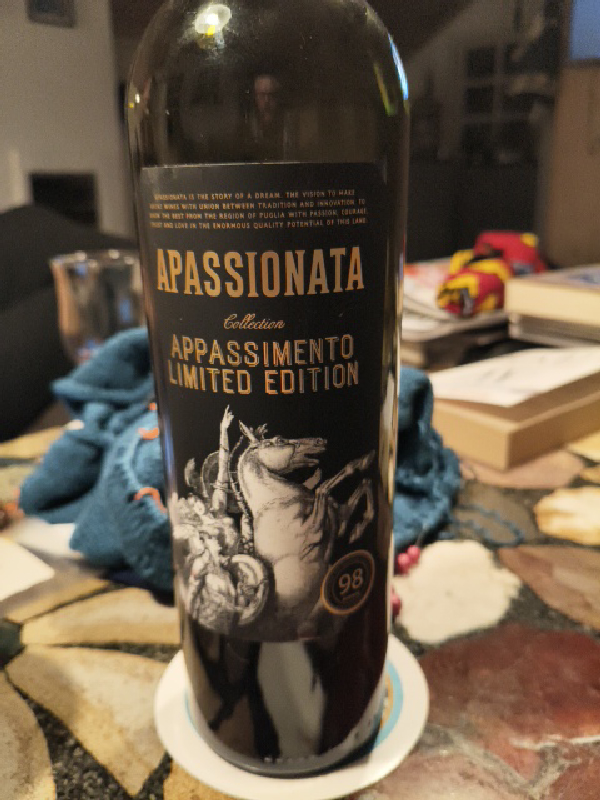 APASSIONATA IS THE STORY OF A DREAM. THE VISION TO MAKE
WINES WITH UNION BETWEEN TRADITION AND INNOVATION. TO
THE BEST FROM THE REGION OF PUGLIA WITH PASSION, COURAGE,
AND LOVE IN THE ENORMOUS QUALITY POTENTIAL OF THIS LAND.
APASSIONATA
Collection
APPASSIMENTO
LIMITED EDITION
98